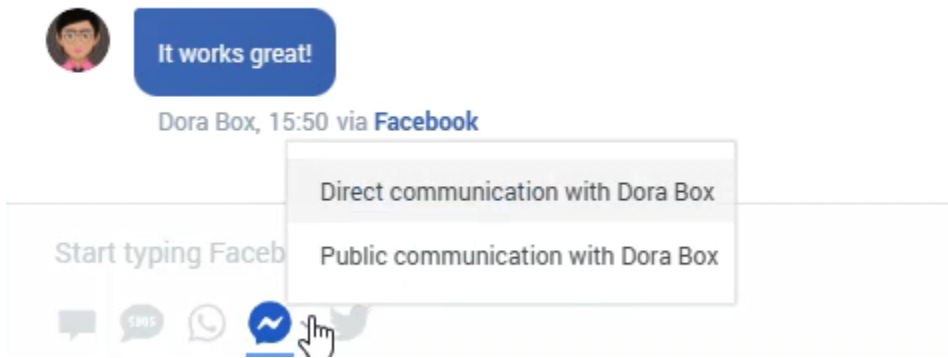 It works great!
Dora Box, 15:50 via Facebook
Direct communication with Dora Box
Start typing Faceb
Public communication with Dora Box
SMS